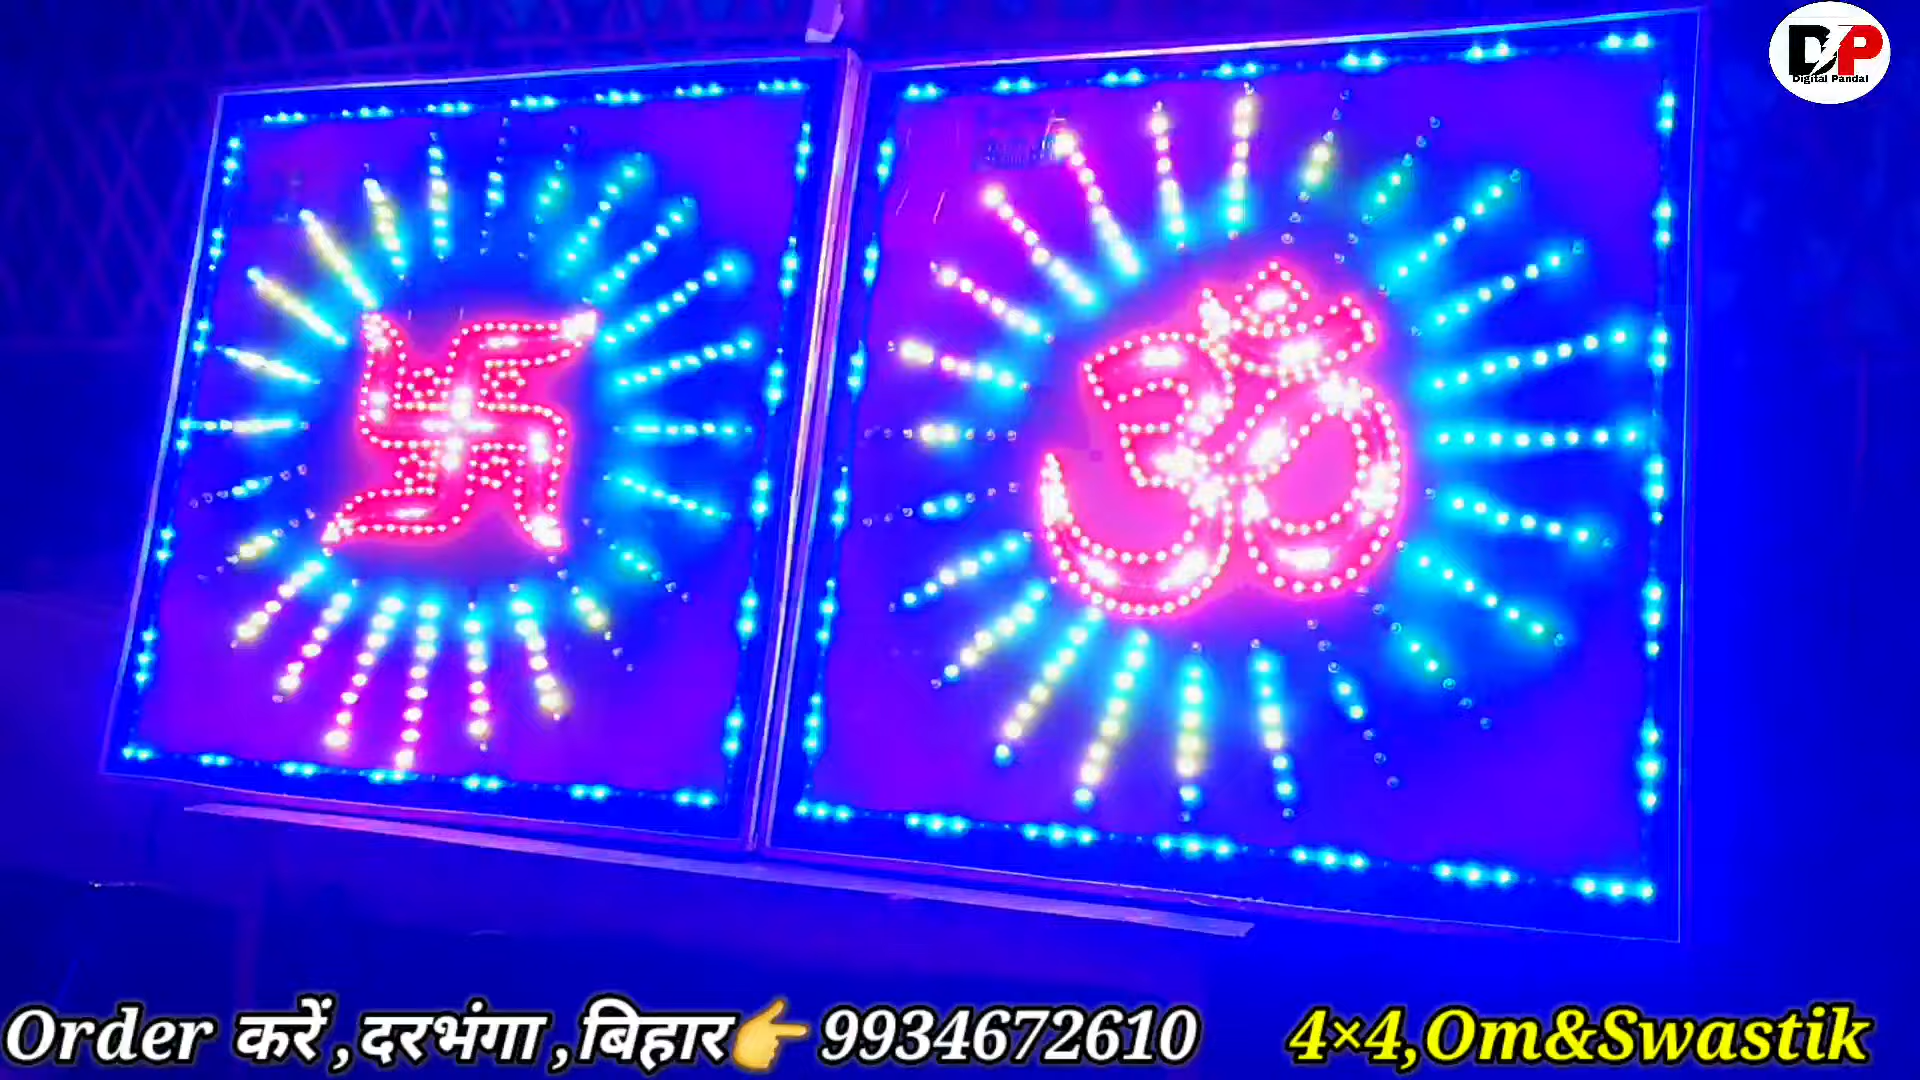 DP
Digital Pandal
ॐ
Order करें ,दरभंगा ,बिहार👉 9934672610 4×4,Om&Swastik